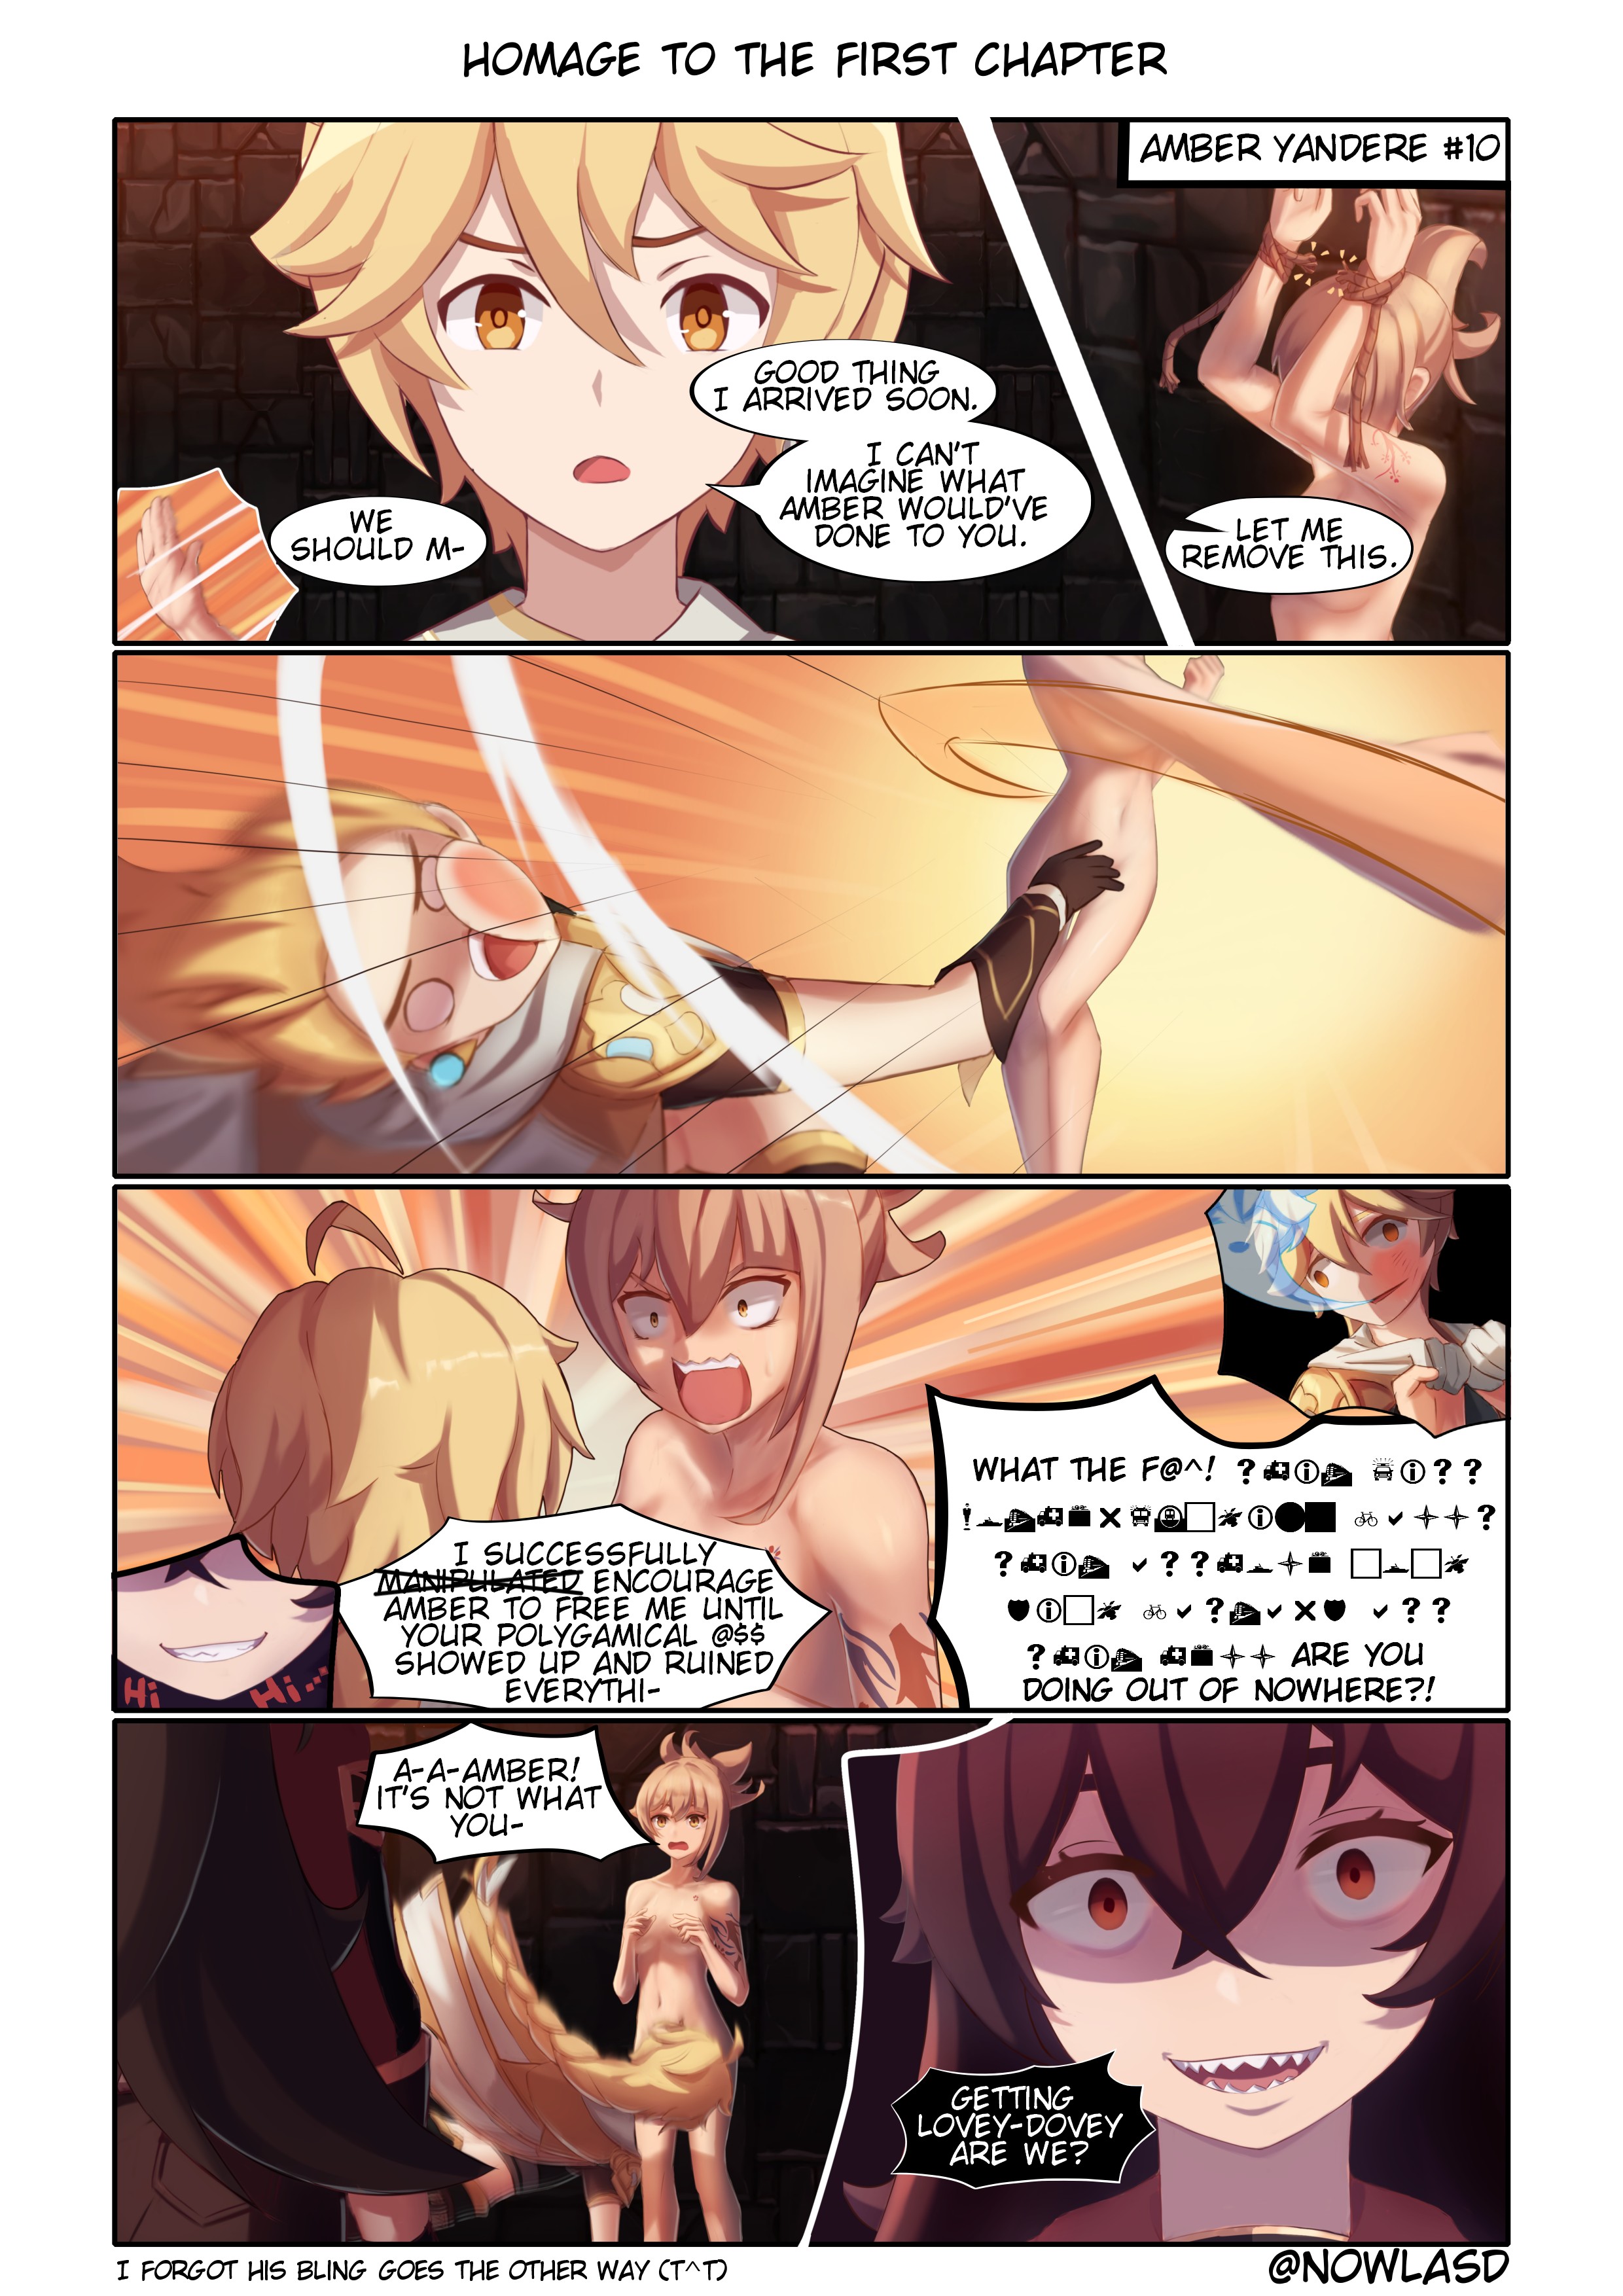 HOMAGE TO THE FIRST CHAPTER
AMBER YANDERE #10
GOOD THING
I ARRIVED SOON.
I CAN'T
IMAGINE WHAT
AMBER WOULD'VE
DONE TO YOU.
WE
SHOULD M-
LET ME
REMOVE THIS.
WHAT THE F@^!
ARE YOU
DOING OUT OF NOWHERE?!
I SUCCESSFULLY
MANIPULATED ENCOURAGE
AMBER TO FREE ME UNTIL
YOUR POLYGAMICAL @$$
SHOWED UP AND RUINED
EVERYTHI-
Hi
Hi
A-A-AMBER!
IT'S NOT WHAT
YOU-
GETTING
LOVEY-DOVEY
ARE WE?
I FORGOT HIS BLING GOES THE OTHER WAY (T^T)
@NOWLASD